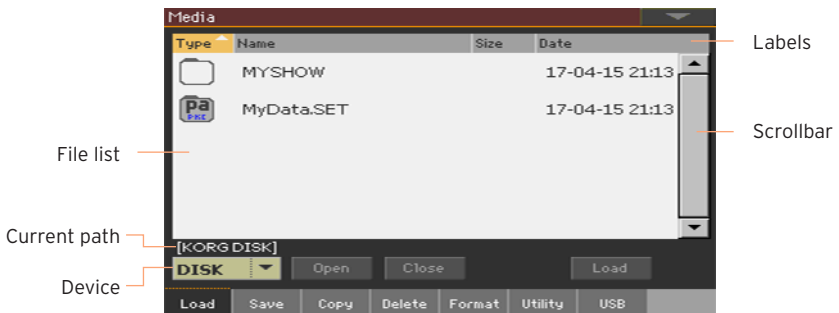 Media
Type Name Size Date
Labels
MYSHOW 17-04-15 21:13
pa
PKG
MyData.SET 17-04-15 21:13
Scrollbar
File list
Current path
[KORG DISK]
Device
DISK Open Close Load
Load Save Copy Delete Format Utility USB